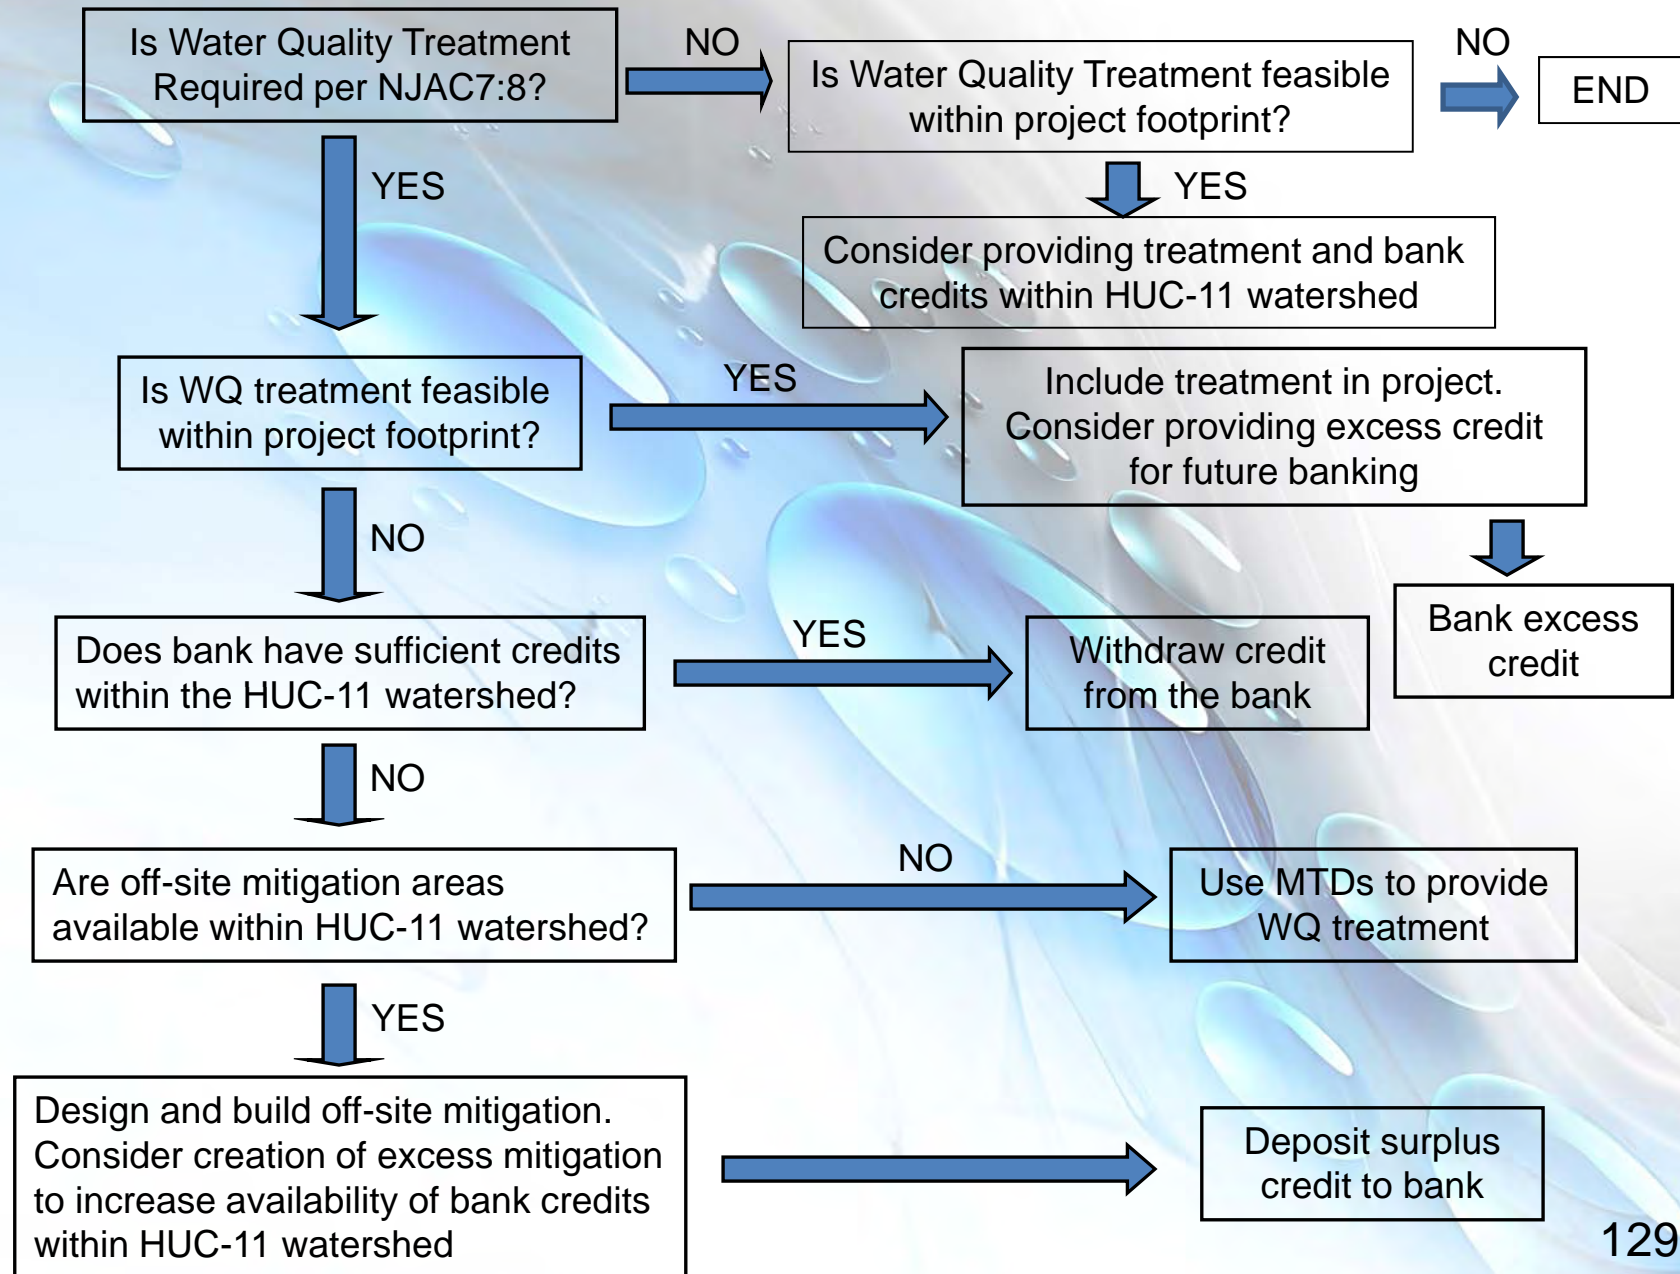 Is Water Quality Treatment
Required per NJAC7:8?
NO
Is Water Quality Treatment feasible
within project footprint?
NO
END
YES
YES
Consider providing treatment and bank
credits within HUC-11 watershed
Is WQ treatment feasible
within project footprint?
YES
Include treatment in project.
Consider providing excess credit
for future banking
NO
Bank excess
credit
Does bank have sufficient credits
within the HUC-11 watershed?
YES
Withdraw credit
from the bank
NO
Are off-site mitigation areas
available within HUC-11 watershed?
NO
Use MTDs to provide
WQ treatment
YES
Design and build off-site mitigation.
Consider creation of excess mitigation
to increase availability of bank credits
within HUC-11 watershed
Deposit surplus
credit to bank
129